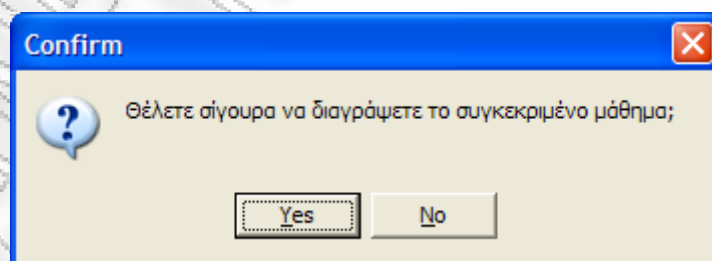 Confirm
Θέλετε σίγουρα να διαγράψετε το συγκεκριμένο μάθημα;
Yes
No